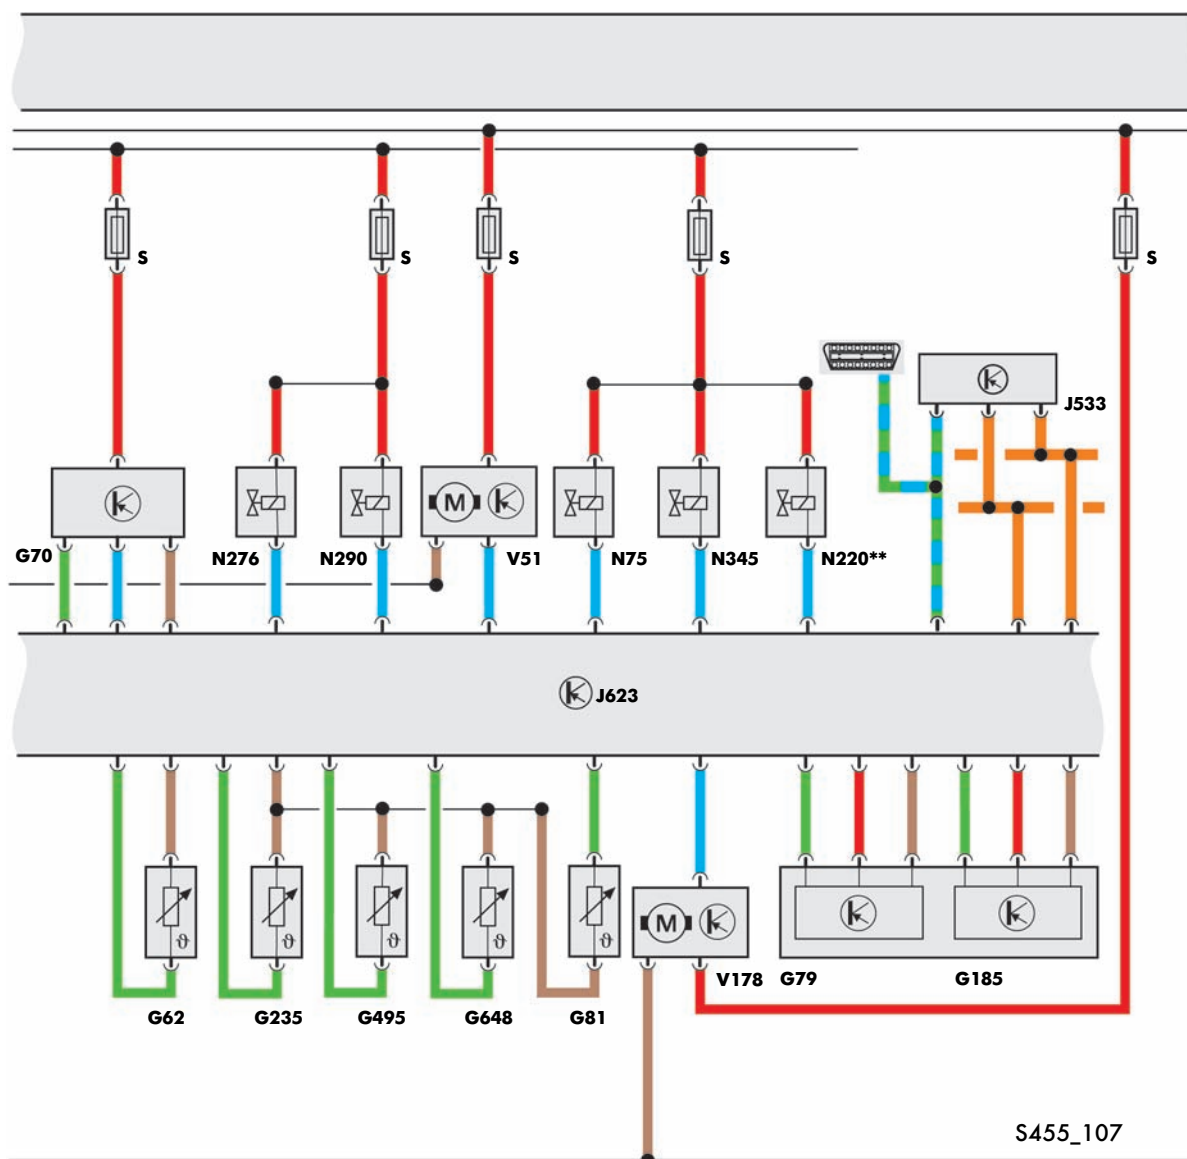 S
S
S
S
S
J533
G70
N276
N290
V51
N75
N345
N220**
J623
M
M
V178
G79
G185
G62
G235
G495
G648
G81
ϑ
ϑ
ϑ
ϑ
ϑ
S455_107